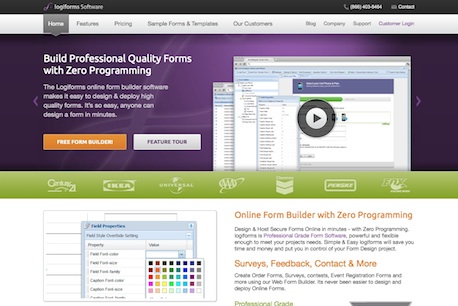 logiforms Software
(866) 403-8464 Contact
Home Features Pricing Sample Forms & Templates Our Customers
Blog Company Support Customer Login
Build Professional Quality Forms
with Zero Programming
The Logiforms online form builder software
makes it easy to design & deploy high
quality forms. It's so easy, anyone can
design a form in minutes.
FREE FORM BUILDER!
FEATURE TOUR
Century 21
IKEA
UNIVERSAL
AAA
PENSKE
FOX
Field Properties
Field Style Override Setting
Property Value
Field Font-color
Field Font-size
Field Font-family
Caption Font-color
Caption Font-size
Online Form Builder with Zero Programming
Design & Host Secure Forms Online in minutes - with Zero Programming.
logiforms is Professional Grade Form Software, powerful and flexible
enough to meet your projects needs. Simple & Easy logiforms will save you
time and money and put you in control of your Form Design project.
Surveys, Feedback, Contact & More
Create Order Forms, Surveys, contests, Event Registration Forms and
more using our Web Form Builder. Its never been easier to design and
deploy Online Forms.
Professional Grade